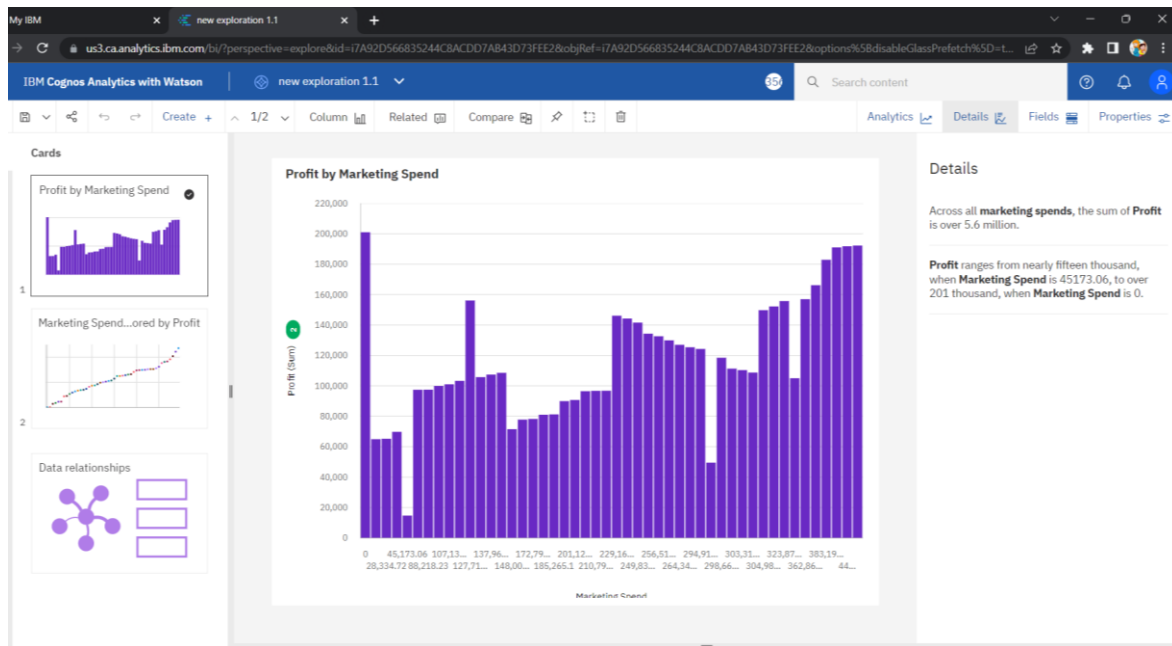 My IBM
new exploration 1.1
us3.ca.analytics.ibm.com/bi/?perspective=explore&id=i7A92D566835244C8ACDD7AB43D73FEE2&objRef=i7A92D566835244C8ACDD7AB43D73FEE2&options%5BdisableGlassPrefetch%5D=t...
IBM Cognos Analytics with Watson
new exploration 1.1
Search content
Create +
1/2
Column
Related
Compare
Analytics
Details
Fields
Properties
Cards
Profit by Marketing Spend
1
Marketing Spend...ored by Profit
2
Data relationships
Profit by Marketing Spend
220,000
200,000
180,000
160,000
140,000
120,000
100,000
80,000
60,000
40,000
20,000
0
Profit (Sum) 2
0 45,173.06 107,13... 137,96... 172,79... 201,12... 229,16... 256,51... 294,91... 303,31... 323,87... 383,19...
28,334.72 88,218.23 127,71... 148,00... 185,265.1 210,79... 249,83... 264,34... 298,66... 304,98... 362,86... 44...
Marketing Spend
Details
Across all marketing spends, the sum of Profit
is over 5.6 million.
Profit ranges from nearly fifteen thousand,
when Marketing Spend is 45173.06, to over
201 thousand, when Marketing Spend is 0.